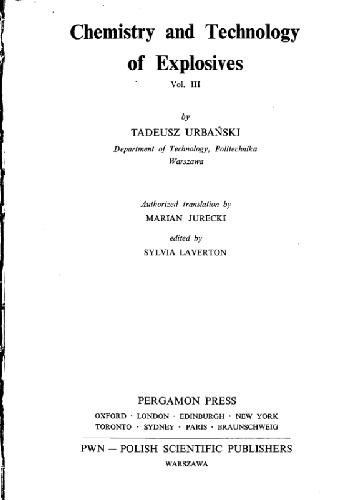 Chemistry and Technology
of Explosives
Vol. III
by
TADEUSZ URBAŃSKI
Department of Technology, Politechnika
Warszawa
Authorized translation by
MARIAN JURECKI
edited by
SYLVIA LAVERTON
PERGAMON PRESS
OXFORD · LONDON · EDINBURGH · NEW YORK
TORONTO · SYDNEY · PARIS · BRAUNSCHWEIG
PWN — POLISH SCIENTIFIC PUBLISHERS
WARSZAWA